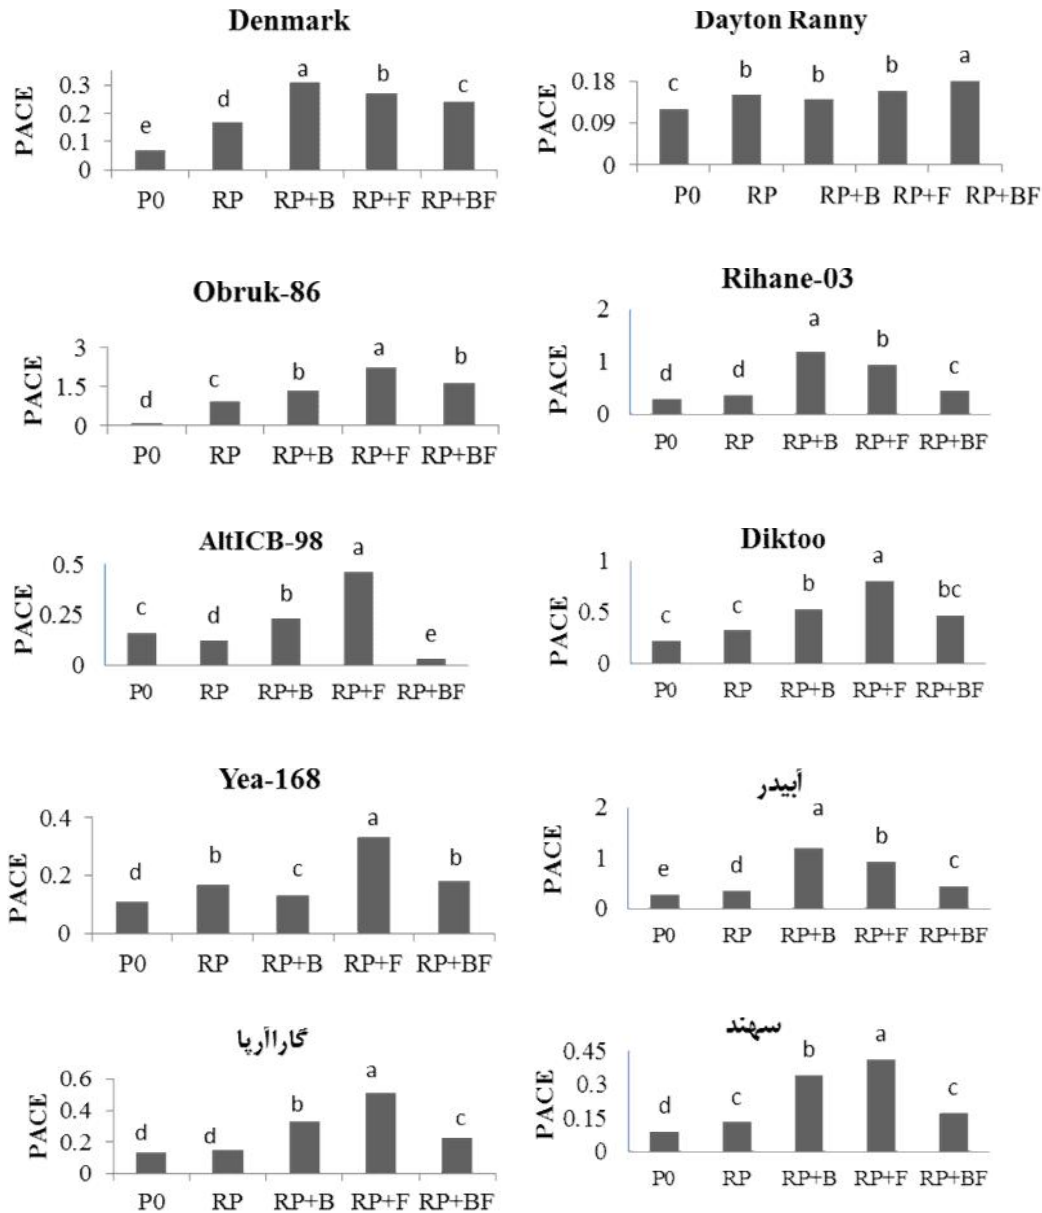 Denmark
PACE
0.3
0.2
0.1
0
e
d
a
b
c
P0 RP RP+B RP+F RP+BF
Dayton Ranny
PACE
0.18
0.09
0
c
b
b
b
a
P0 RP RP+B RP+F RP+BF
Obruk-86
PACE
3
1.5
0
d
c
b
a
b
P0 RP RP+B RP+F RP+BF
Rihane-03
PACE
2
1
0
d
d
a
b
c
P0 RP RP+B RP+F RP+BF
AltICB-98
PACE
0.5
0.25
0
c
d
b
a
e
P0 RP RP+B RP+F RP+BF
Diktoo
PACE
1
0.5
0
c
c
b
a
bc
P0 RP RP+B RP+F RP+BF
Yea-168
PACE
0.4
0.2
0
d
b
c
a
b
P0 RP RP+B RP+F RP+BF
آبیدر
PACE
2
1
0
e
d
a
b
c
P0 RP RP+B RP+F RP+BF
گاراآرپا
PACE
0.6
0.4
0.2
0
d
d
b
a
c
P0 RP RP+B RP+F RP+BF
سهند
PACE
0.45
0.3
0.15
0
d
c
b
a
c
P0 RP RP+B RP+F RP+BF